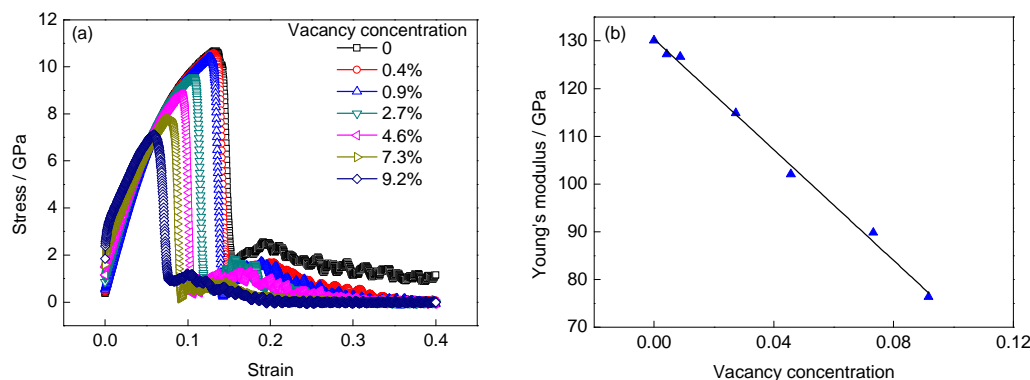 (a)
Vacancy concentration
0
0.4%
0.9%
2.7%
4.6%
7.3%
9.2%
12
10
8
6
4
2
0
Stress / GPa
0.0 0.1 0.2 0.3 0.4
Strain
(b)
130
120
110
100
90
80
70
Young's modulus / GPa
0.00 0.04 0.08 0.12
Vacancy concentration